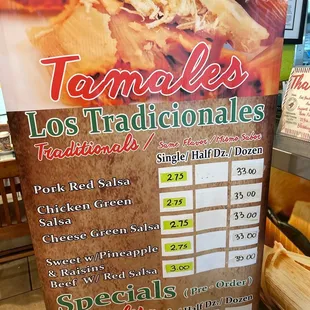 Tamales
Los Tradicionales
Traditionals / Same Flavor / Mismo Sabor
Single/ Half Dz./ Dozen
Pork Red Salsa 2.75 33.00
Chicken Green Salsa 2.75 33.00
Cheese Green Salsa 2.75 33.00
Sweet w/Pineapple & Raisins 2.75 33.00
Beef W/ Red Salsa 3.00
Specials ( Pre - Order )
Half Dz./ Dozen